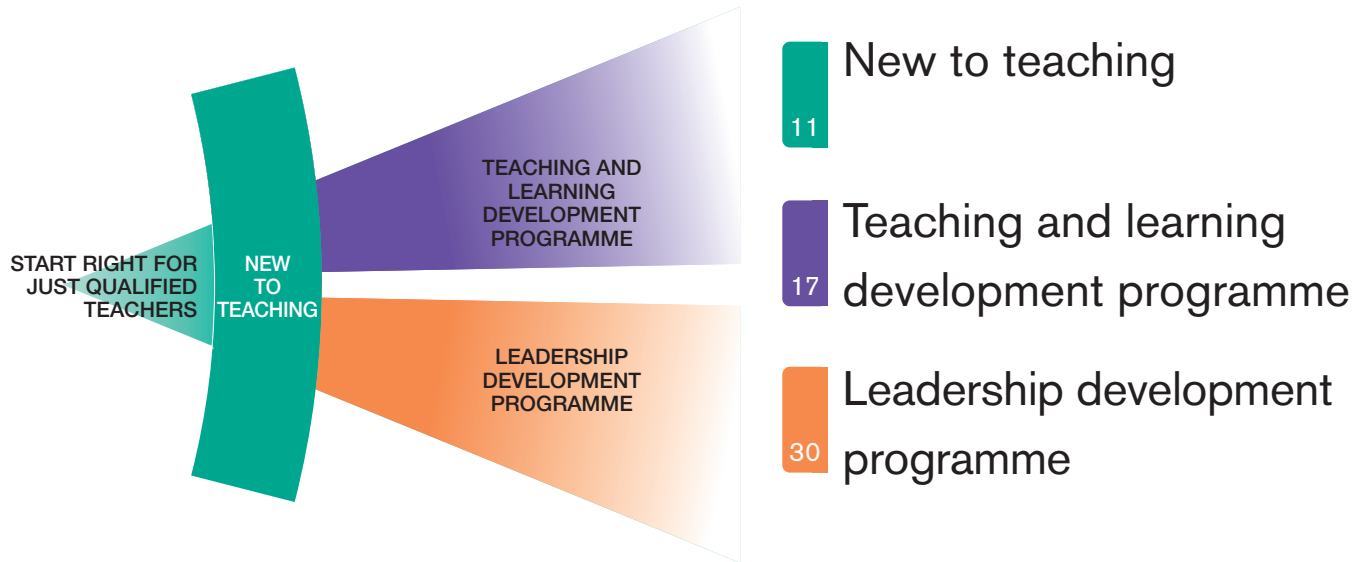 START RIGHT FOR
JUST QUALIFIED
TEACHERS
NEW
TO
TEACHING
TEACHING AND
LEARNING
DEVELOPMENT
PROGRAMME
LEADERSHIP
DEVELOPMENT
PROGRAMME
New to teaching
11
Teaching and learning
17 development programme
Leadership development
30 programme